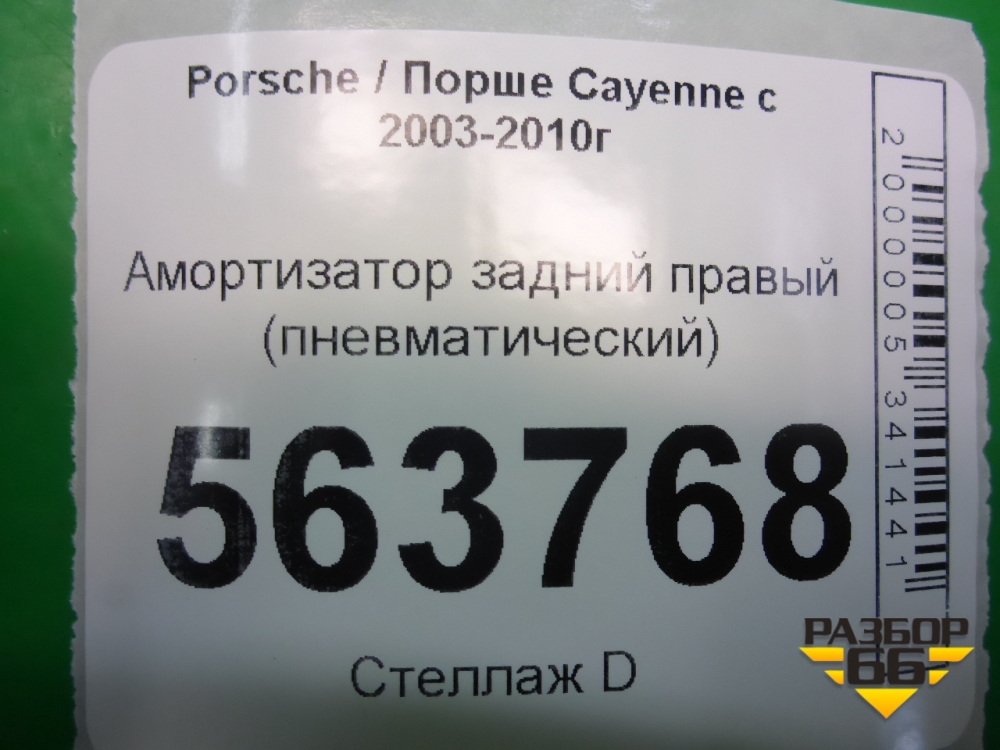 Porsche / Порше Cayenne с
2003-2010г
Амортизатор задний правый
(пневматический)
563768
Стеллаж D
2000005341441
РАЗБОР
66